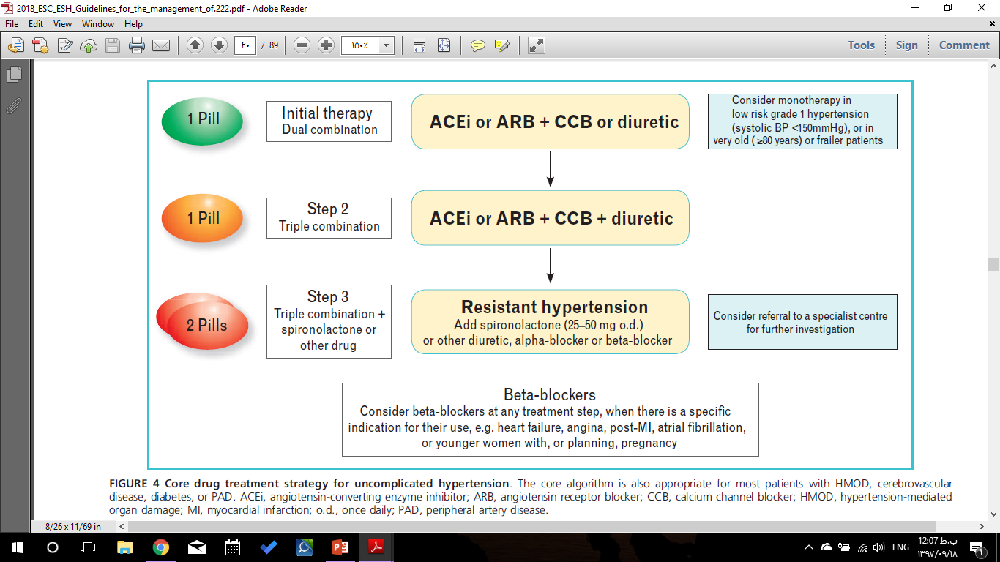 2018_ESC_ESH_Guidelines_for_the_management_of.222.pdf - Adobe Reader
File Edit View Window Help
۴۰ / 89
۱۵۰٪
Tools Sign Comment
1 Pill
Initial therapy
Dual combination
ACEi or ARB + CCB or diuretic
Consider monotherapy in
low risk grade 1 hypertension
(systolic BP <150mmHg), or in
very old ( ≥80 years) or frailer patients
1 Pill
Step 2
Triple combination
ACEi or ARB + CCB + diuretic
2 Pills
Step 3
Triple combination +
spironolactone or
other drug
Resistant hypertension
Add spironolactone (25–50 mg o.d.)
or other diuretic, alpha-blocker or beta-blocker
Consider referral to a specialist centre
for further investigation
Beta-blockers
Consider beta-blockers at any treatment step, when there is a specific
indication for their use, e.g. heart failure, angina, post-MI, atrial fibrillation,
or younger women with, or planning, pregnancy
FIGURE 4 Core drug treatment strategy for uncomplicated hypertension. The core algorithm is also appropriate for most patients with HMOD, cerebrovascular
disease, diabetes, or PAD. ACEi, angiotensin-converting enzyme inhibitor; ARB, angiotensin receptor blocker; CCB, calcium channel blocker; HMOD, hypertension-mediated
organ damage; MI, myocardial infarction; o.d., once daily; PAD, peripheral artery disease.
8/26 x 11/69 in
ENG
12:07 ب.ظ
۱۳۹۷/۰۹/۱۸
1